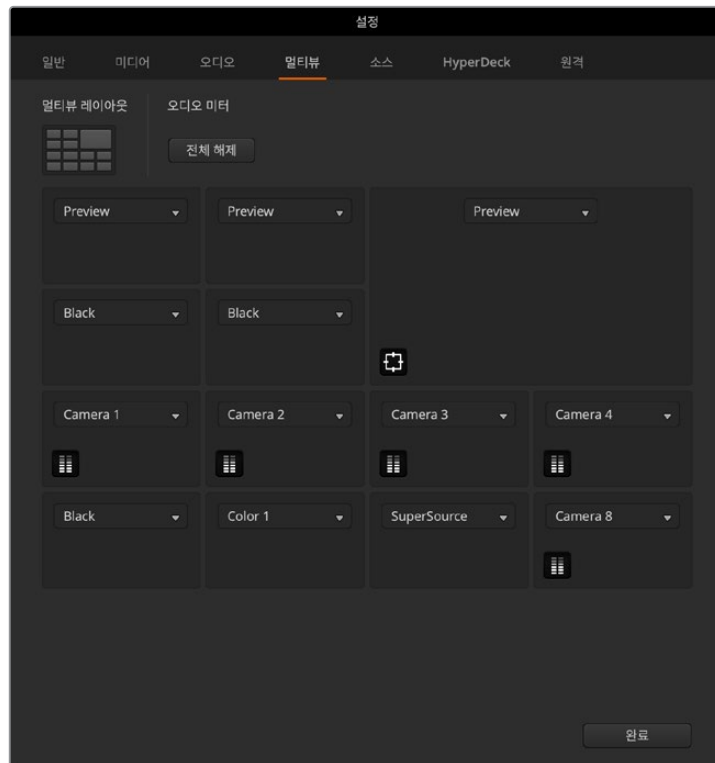 설정
일반 미디어 오디오 멀티뷰 소스 HyperDeck 원격
멀티뷰 레이아웃 오디오 미터
전체 해제
Preview Preview Preview
Black Black
Camera 1 Camera 2 Camera 3 Camera 4
Black Color 1 SuperSource Camera 8
완료